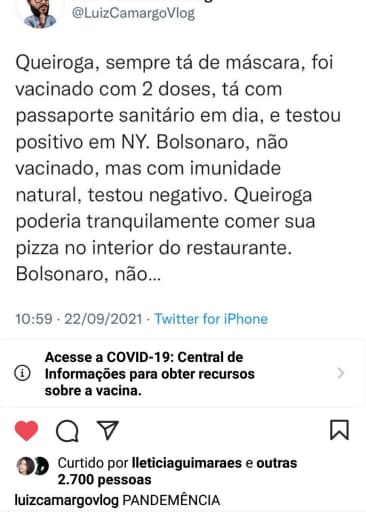 @LuizCamargoVlog
Queiroga, sempre tá de máscara, foi
vacinado com 2 doses, tá com
passaporte sanitário em dia, e testou
positivo em NY. Bolsonaro, não
vacinado, mas com imunidade
natural, testou negativo. Queiroga
poderia tranquilamente comer sua
pizza no interior do restaurante.
Bolsonaro, não...
10:59 · 22/09/2021 · Twitter for iPhone
Acesse a COVID-19: Central de
Informações para obter recursos
sobre a vacina.
Curtido por lleticiaguimaraes e outras
2.700 pessoas
luizcamargovlog PANDEMÊNCIA